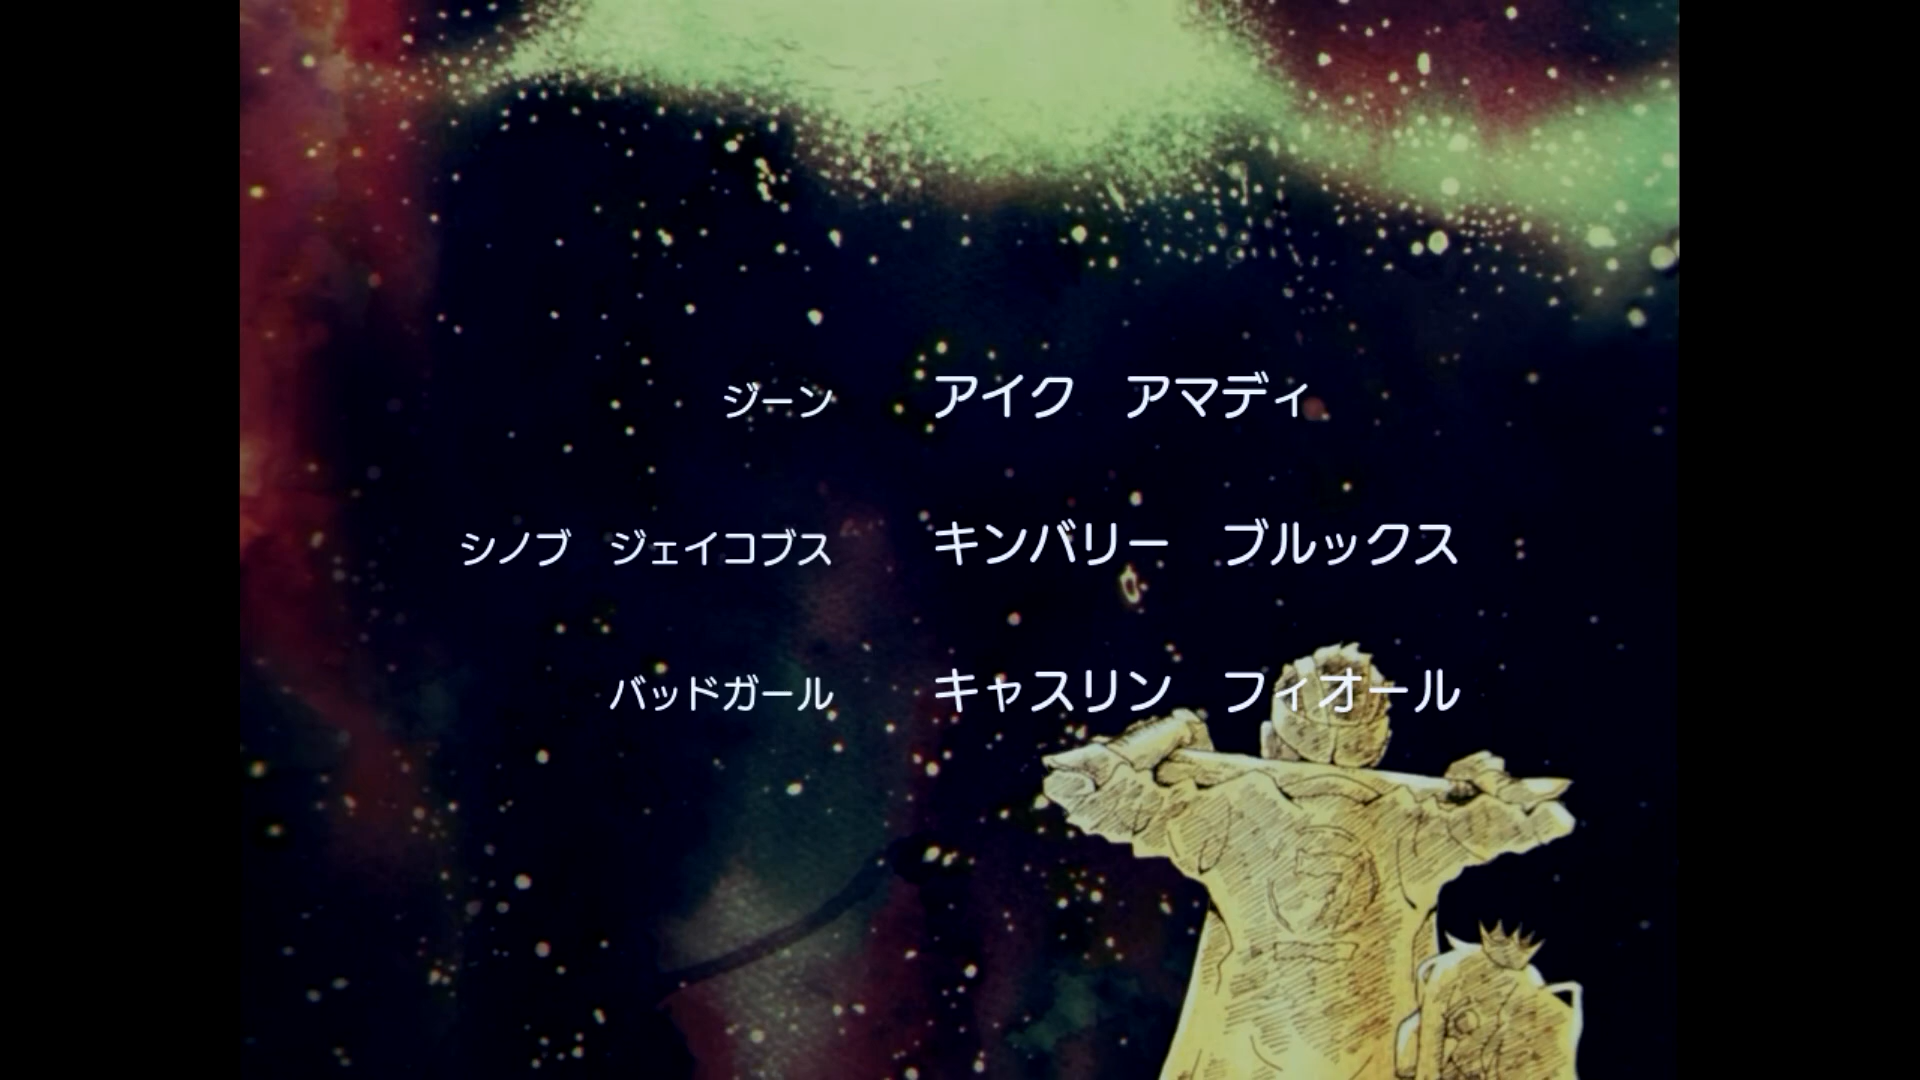 ジーン　アイク　アマディ
シノブ　ジェイコブス　キンバリー　ブルックス
バッドガール　キャスリン　フィオール